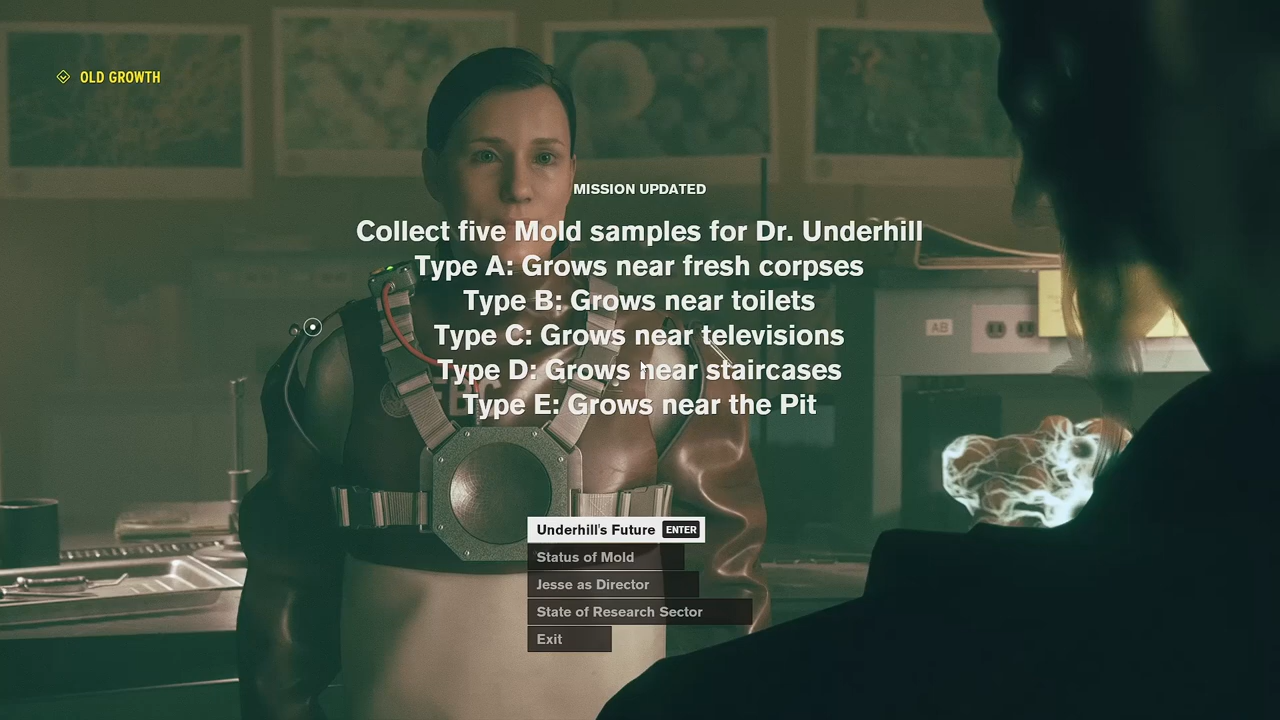 OLD GROWTH
MISSION UPDATED
Collect five Mold samples for Dr. Underhill
Type A: Grows near fresh corpses
Type B: Grows near toilets
Type C: Grows near televisions
Type D: Grows near staircases
Type E: Grows near the Pit
AB
FBC
Underhill's Future ENTER
Status of Mold
Jesse as Director
State of Research Sector
Exit